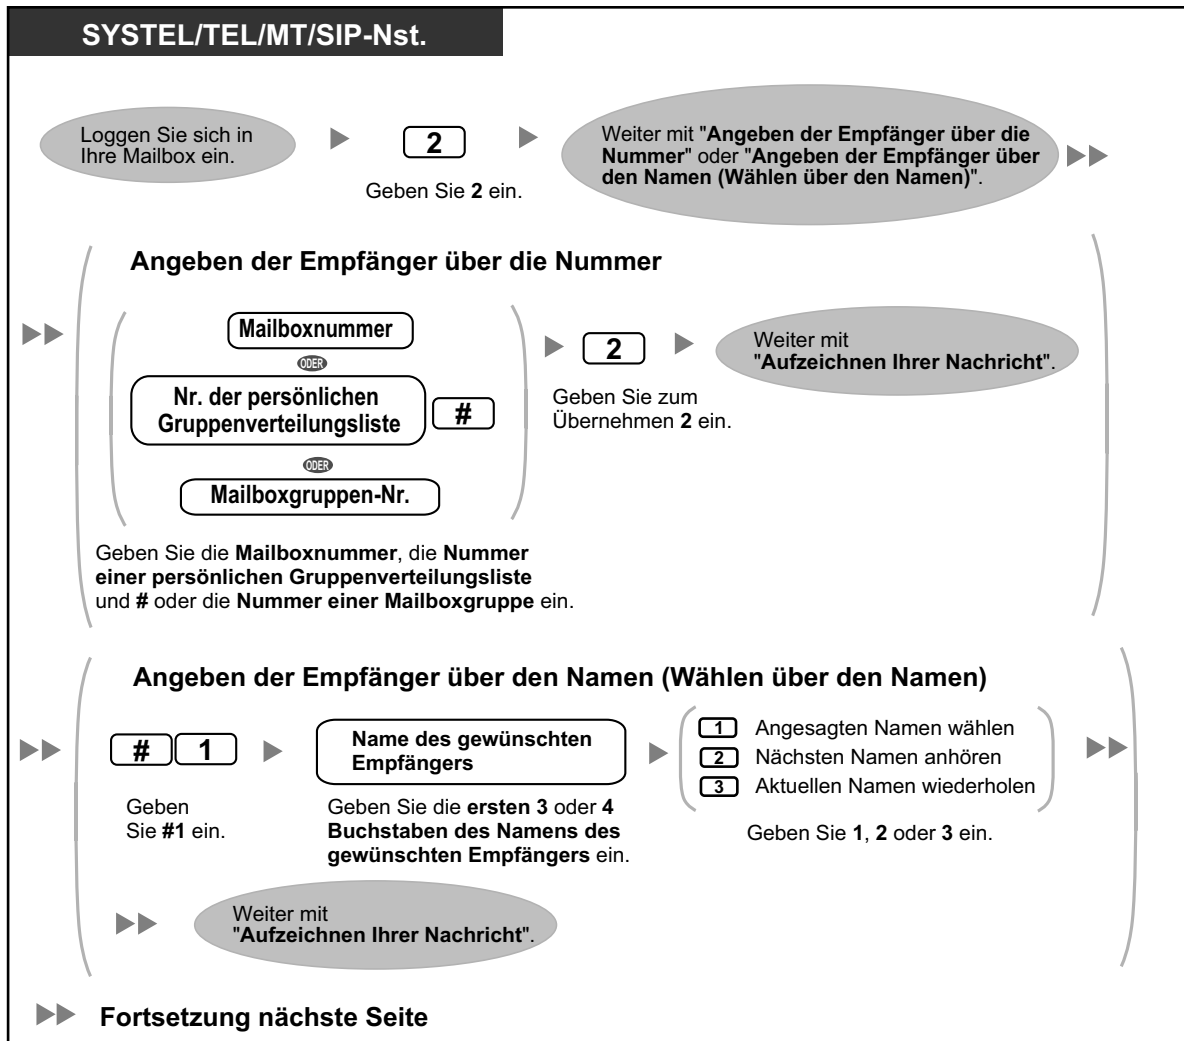 SYSTEL/TEL/MT/SIP-Nst.
Loggen Sie sich in
Ihre Mailbox ein.
2
Geben Sie 2 ein.
Weiter mit "Angeben der Empfänger über die
Nummer" oder "Angeben der Empfänger über
den Namen (Wählen über den Namen)".
Angeben der Empfänger über die Nummer
Mailboxnummer
ODER
Nr. der persönlichen
Gruppenverteilungsliste
#
ODER
Mailboxgruppen-Nr.
Geben Sie die Mailboxnummer, die Nummer
einer persönlichen Gruppenverteilungsliste
und # oder die Nummer einer Mailboxgruppe ein.
2
Geben Sie zum
Übernehmen 2 ein.
Weiter mit
"Aufzeichnen Ihrer Nachricht".
Angeben der Empfänger über den Namen (Wählen über den Namen)
# 1
Geben
Sie #1 ein.
Name des gewünschten
Empfängers
Geben Sie die ersten 3 oder 4
Buchstaben des Namens des
gewünschten Empfängers ein.
1 Angesagten Namen wählen
2 Nächsten Namen anhören
3 Aktuellen Namen wiederholen
Geben Sie 1, 2 oder 3 ein.
Weiter mit
"Aufzeichnen Ihrer Nachricht".
Fortsetzung nächste Seite